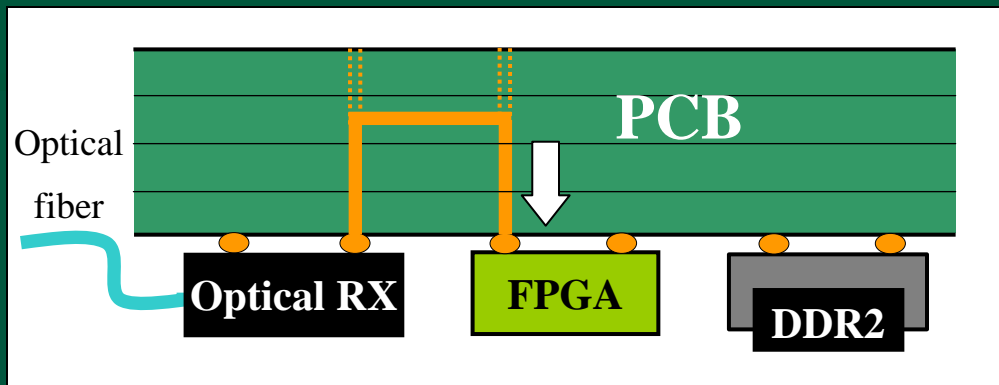 PCB
Optical
fiber
Optical RX
FPGA
DDR2